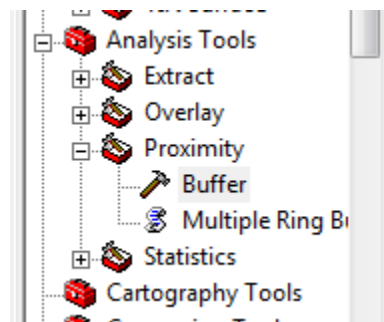 Analysis Tools
Extract
Overlay
Proximity
Buffer
Multiple Ring
Statistics
Cartography Tools